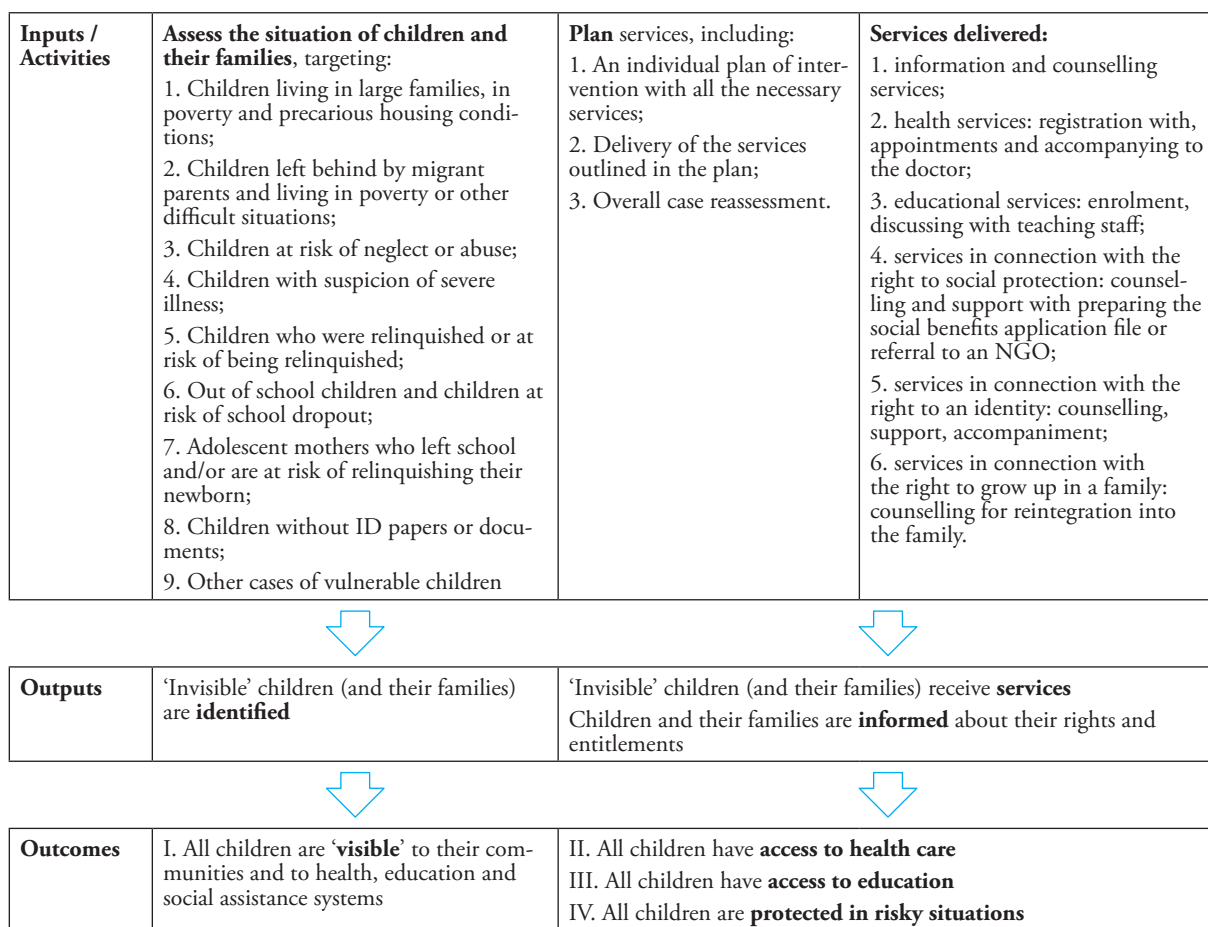 Inputs /
Activities
Assess the situation of children and
their families, targeting:
1. Children living in large families, in
poverty and precarious housing condi-
tions;
2. Children left behind by migrant
parents and living in poverty or other
difficult situations;
3. Children at risk of neglect or abuse;
4. Children with suspicion of severe
illness;
5. Children who were relinquished or at
risk of being relinquished;
6. Out of school children and children at
risk of school dropout;
7. Adolescent mothers who left school
and/or are at risk of relinquishing their
newborn;
8. Children without ID papers or docu-
ments;
9. Other cases of vulnerable children
Plan services, including:
1. An individual plan of inter-
vention with all the necessary
services;
2. Delivery of the services
outlined in the plan;
3. Overall case reassessment.
Services delivered:
1. information and counselling
services;
2. health services: registration with,
appointments and accompanying to
the doctor;
3. educational services: enrolment,
discussing with teaching staff;
4. services in connection with the
right to social protection: counsel-
ling and support with preparing the
social benefits application file or
referral to an NGO;
5. services in connection with the
right to an identity: counselling,
support, accompaniment;
6. services in connection with
the right to grow up in a family:
counselling for reintegration into
the family.
Outputs
‘Invisible’ children (and their families)
are identified
‘Invisible’ children (and their families) receive services
Children and their families are informed about their rights and
entitlements
Outcomes
I. All children are ‘visible’ to their com-
munities and to health, education and
social assistance systems
II. All children have access to health care
III. All children have access to education
IV. All children are protected in risky situations